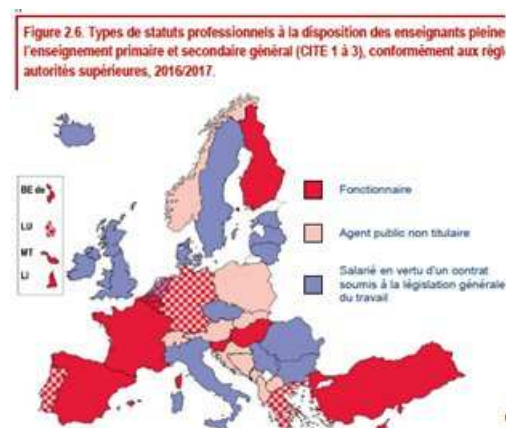 Figure 2.6. Types de statuts professionnels à la disposition des enseignants pleine
l'enseignement primaire et secondaire général (CITE 1 à 3), conformément aux règl
autorités supérieures, 2016/2017.
BE de
LU
MT
LI
Fonctionnaire
Agent public non titulaire
Salarié en vertu d'un contrat
soumis à la législation générale
du travail